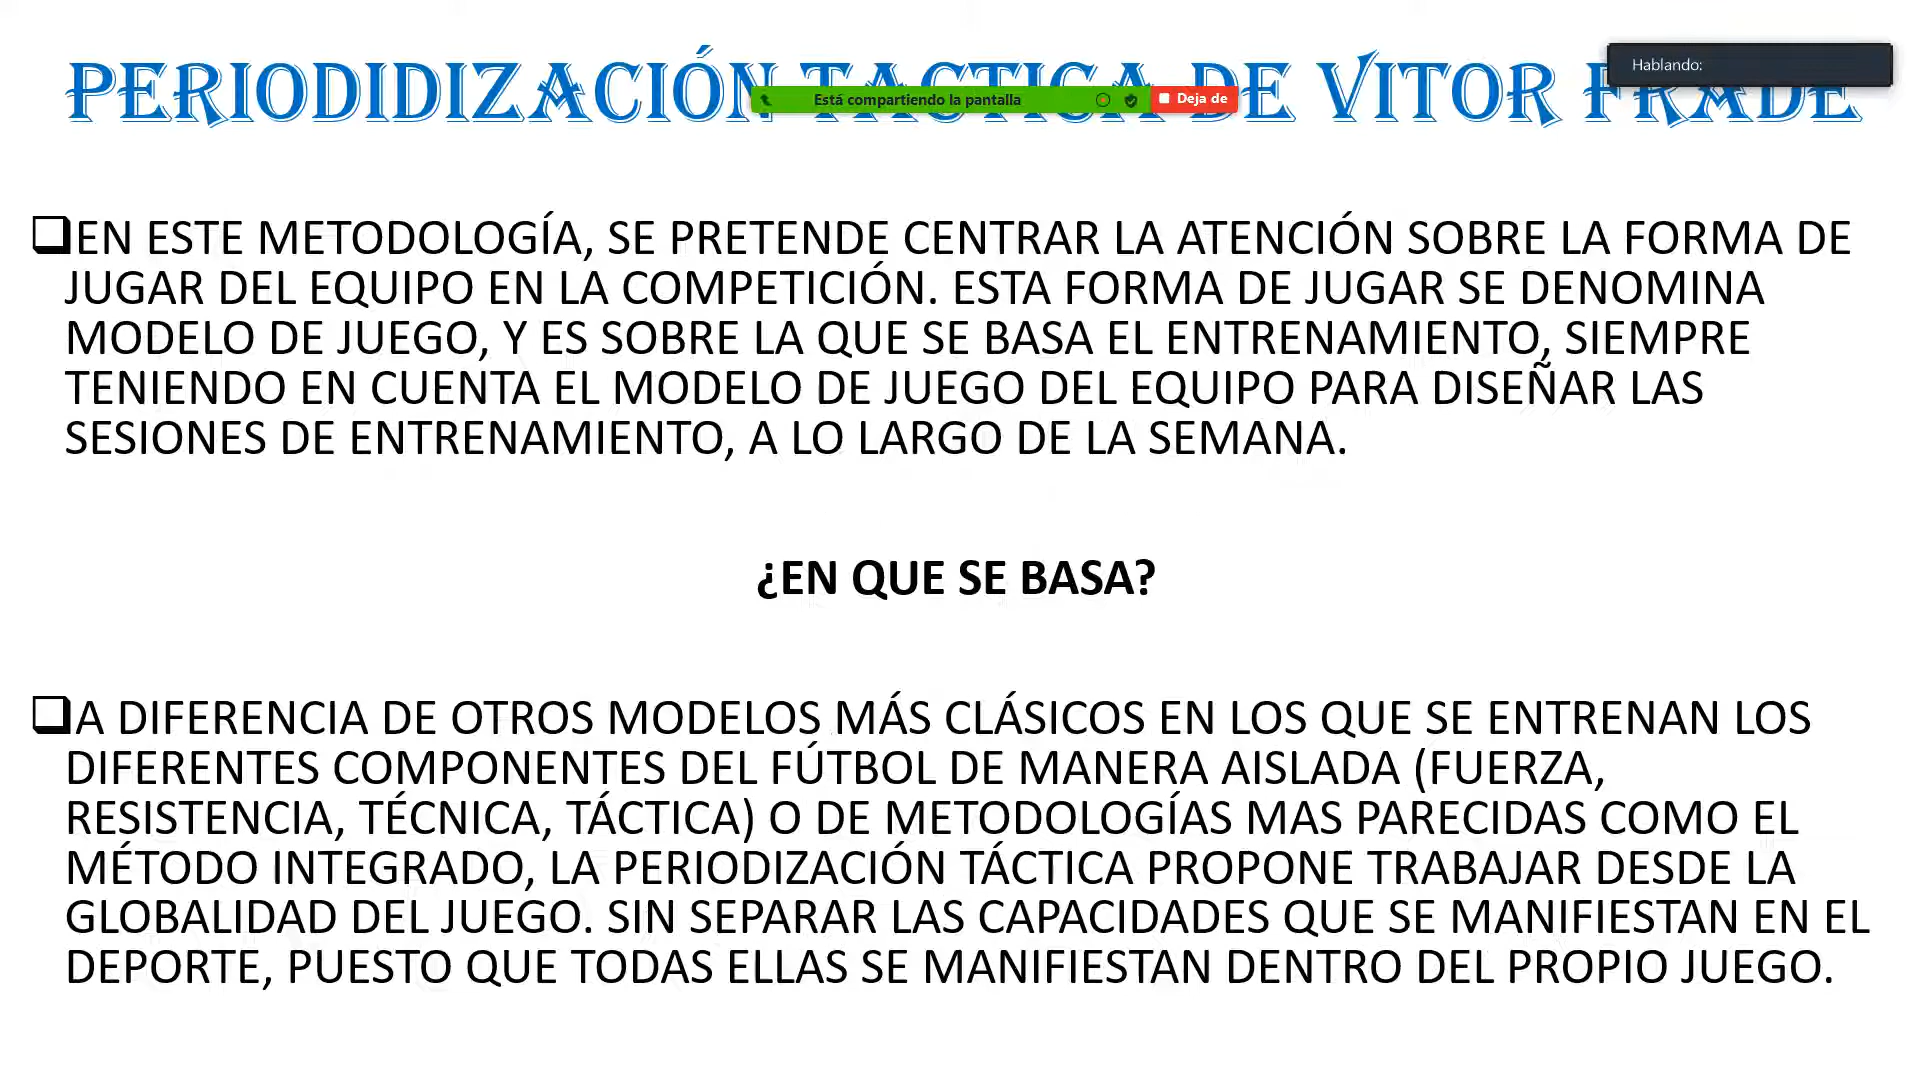 PERIODIDIZACIÓN TACTICA DE VITOR FRADE
Hablando:
Está compartiendo la pantalla
Deja de
EN ESTE METODOLOGÍA, SE PRETENDE CENTRAR LA ATENCIÓN SOBRE LA FORMA DE
JUGAR DEL EQUIPO EN LA COMPETICIÓN. ESTA FORMA DE JUGAR SE DENOMINA
MODELO DE JUEGO, Y ES SOBRE LA QUE SE BASA EL ENTRENAMIENTO, SIEMPRE
TENIENDO EN CUENTA EL MODELO DE JUEGO DEL EQUIPO PARA DISEÑAR LAS
SESIONES DE ENTRENAMIENTO, A LO LARGO DE LA SEMANA.
¿EN QUE SE BASA?
A DIFERENCIA DE OTROS MODELOS MÁS CLÁSICOS EN LOS QUE SE ENTRENAN LOS
DIFERENTES COMPONENTES DEL FÚTBOL DE MANERA AISLADA (FUERZA,
RESISTENCIA, TÉCNICA, TÁCTICA) O DE METODOLOGÍAS MAS PARECIDAS COMO EL
MÉTODO INTEGRADO, LA PERIODIZACIÓN TÁCTICA PROPONE TRABAJAR DESDE LA
GLOBALIDAD DEL JUEGO. SIN SEPARAR LAS CAPACIDADES QUE SE MANIFIESTAN EN EL
DEPORTE, PUESTO QUE TODAS ELLAS SE MANIFIESTAN DENTRO DEL PROPIO JUEGO.